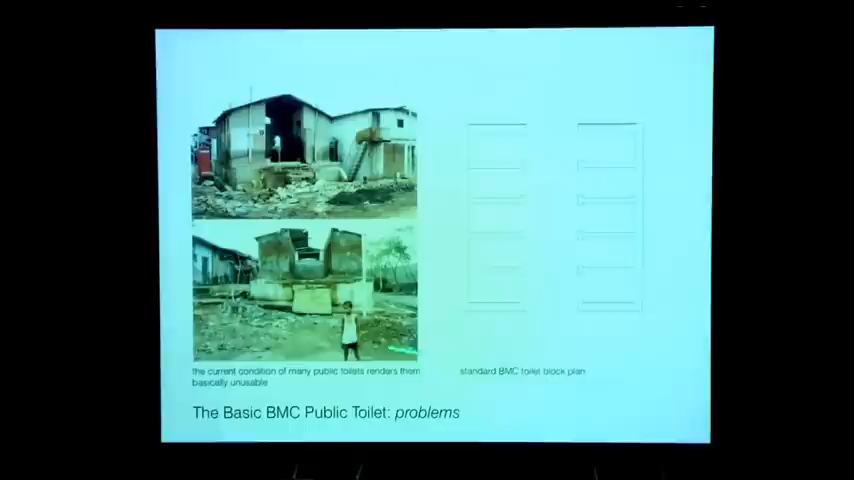 the current condition of many public toilets renders them
basically unusable
standard BMC toilet block plan
The Basic BMC Public Toilet: problems